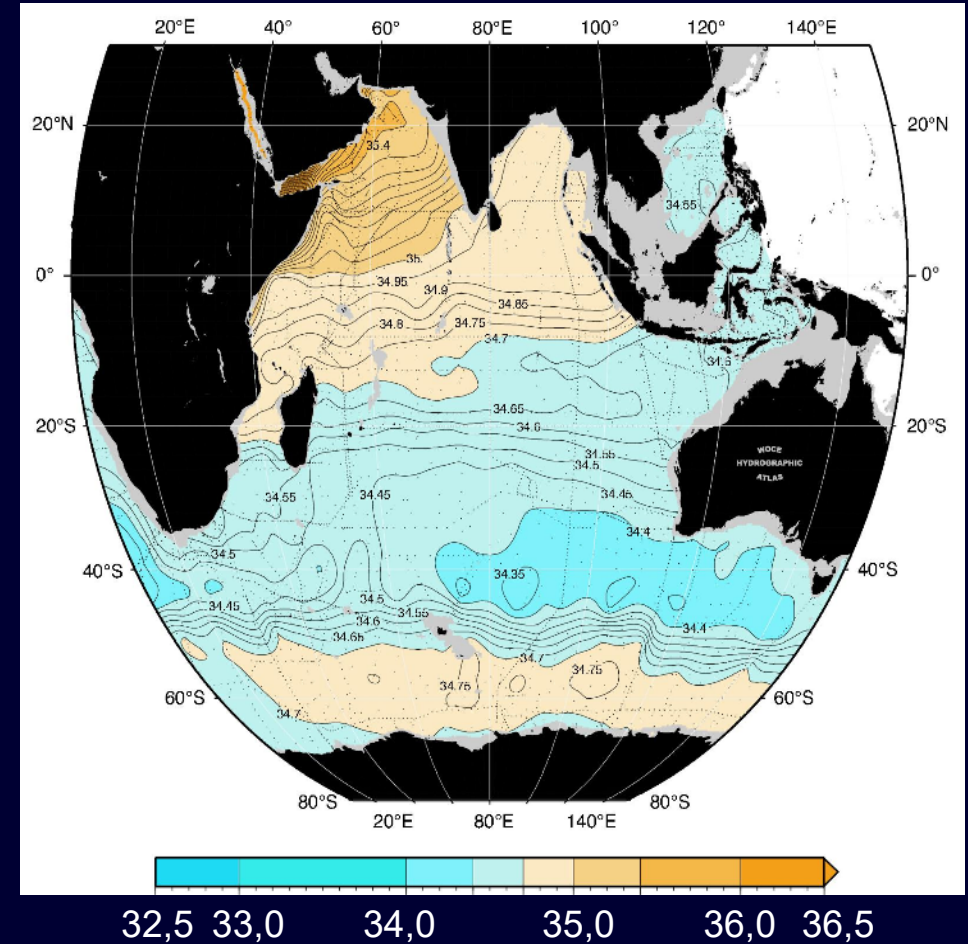 20°E 40° 60° 80°E 100° 120° 140°E
20°N 20°N
35.4
34.55
0° 0°
35.
34.95 34.9
34.85
34.8 34.75
34.7
34.6
34.65
20°S 34.6 20°S
WOCE
HYDROGRAPHIC
ATLAS
34.55
34.5
34.55 34.45 34.45
34.4
34.5
40°S 34.35 40°S
34.45 34.5 34.55
34.6 34.4
34.65
34.7
34.75 34.75
60°S 60°S
34.7
80°S 80°S
20°E 80°E 140°E
32,5 33,0 34,0 35,0 36,0 36,5